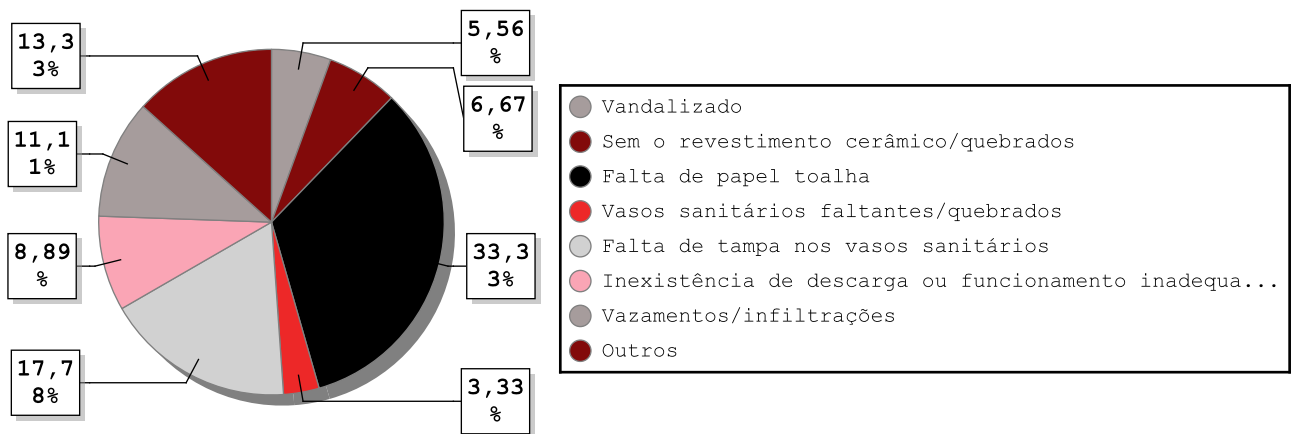 13,3
3%
5,56
%
6,67
%
11,1
1%
8,89
%
33,3
3%
17,7
8%
3,33
%
Vandalizado
Sem o revestimento cerâmico/quebrados
Falta de papel toalha
Vasos sanitários faltantes/quebrados
Falta de tampa nos vasos sanitários
Inexistência de descarga ou funcionamento inadequa...
Vazamentos/infiltrações
Outros